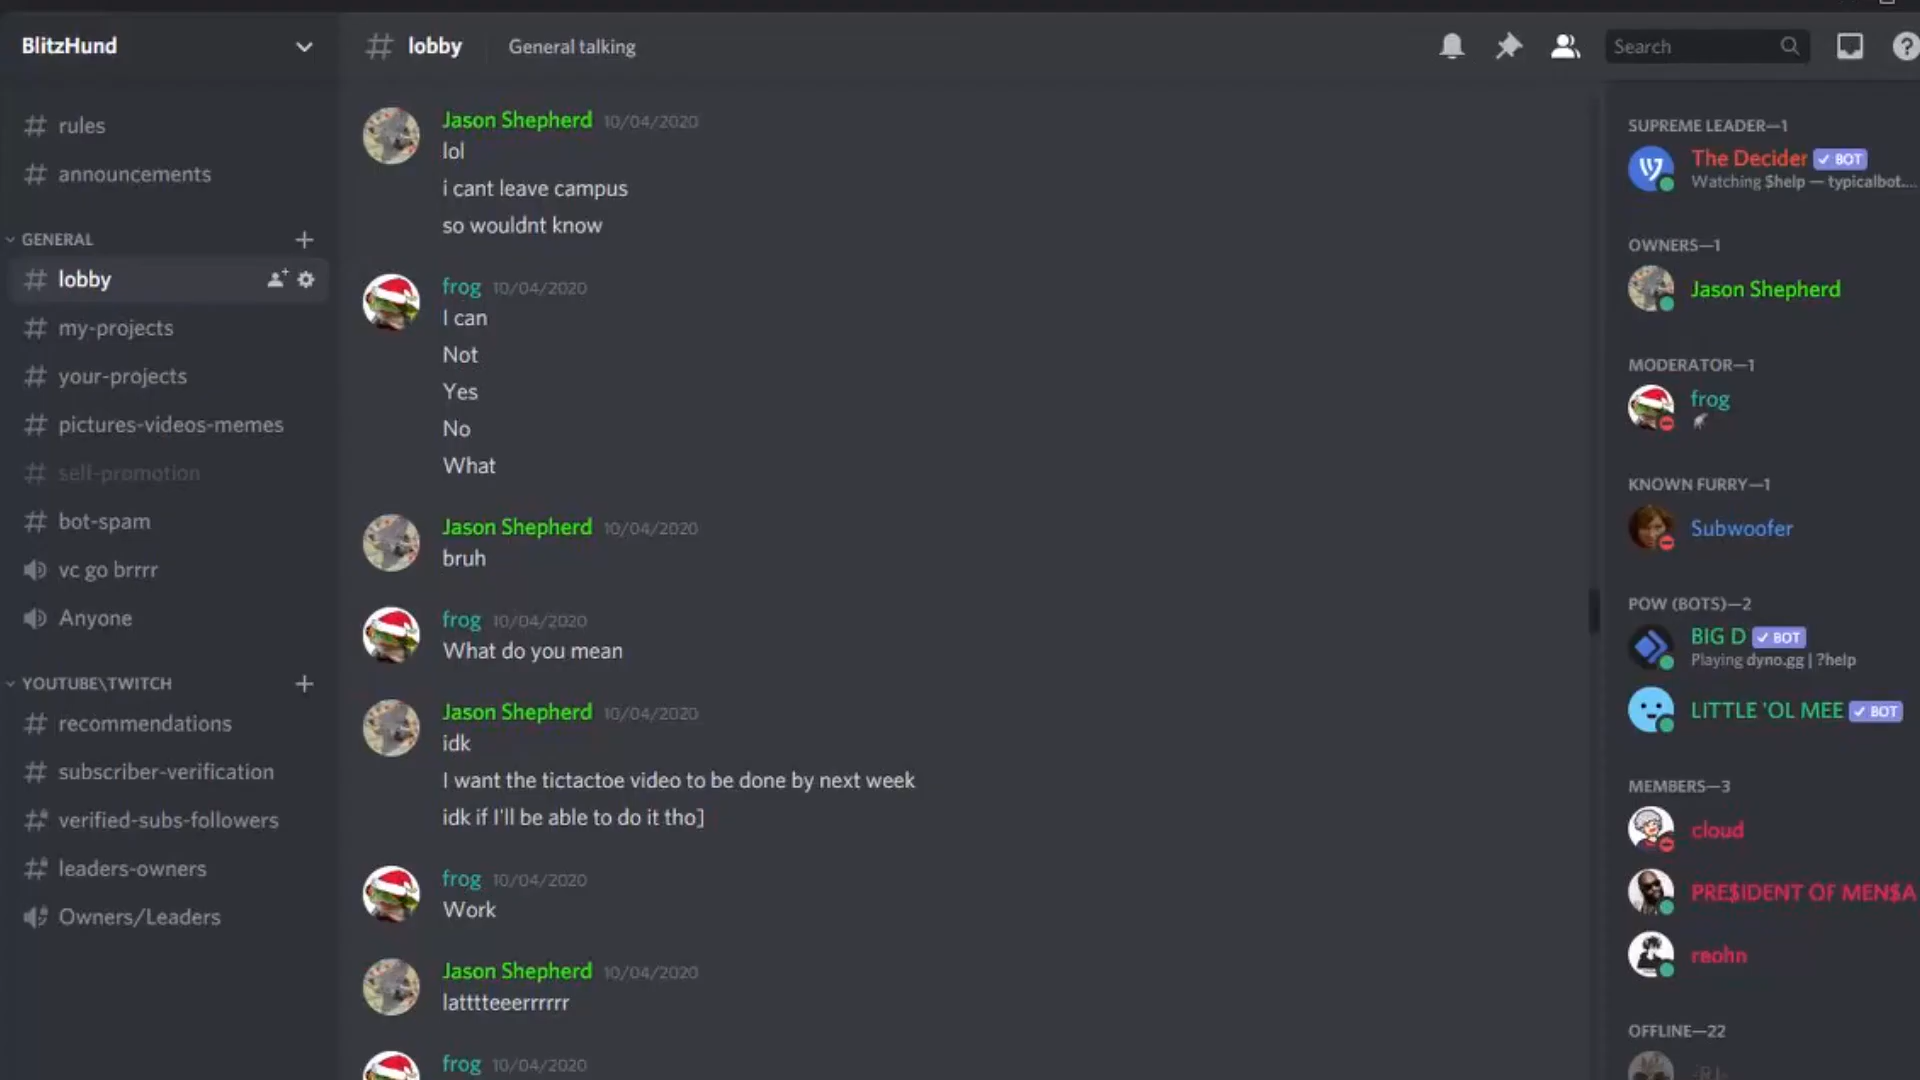 BlitzHund
lobby
General talking
Search
rules
announcements
GENERAL
lobby
my-projects
your-projects
pictures-videos-memes
self-promotion
bot-spam
vc go brrrr
Anyone
YOUTUBE\TWITCH
recommendations
subscriber-verification
verified-subs-followers
leaders-owners
Owners/Leaders
Jason Shepherd 10/04/2020
lol
i cant leave campus
so wouldnt know
frog 10/04/2020
I can
Not
Yes
No
What
Jason Shepherd 10/04/2020
bruh
frog 10/04/2020
What do you mean
Jason Shepherd 10/04/2020
idk
I want the tictactoe video to be done by next week
idk if I'll be able to do it tho]
frog 10/04/2020
Work
Jason Shepherd 10/04/2020
lattteeerrrrrr
frog 10/04/2020
SUPREME LEADER—1
The Decider BOT
Watching $help — typicalbot....
OWNERS—1
Jason Shepherd
MODERATOR—1
frog
KNOWN FURRY—1
Subwoofer
POW (BOTS)—2
BIG D BOT
Playing dyno.gg | ?help
LITTLE 'OL MEE BOT
MEMBERS—3
cloud
PRE$IDENT OF MEN$A
reohn
OFFLINE—22